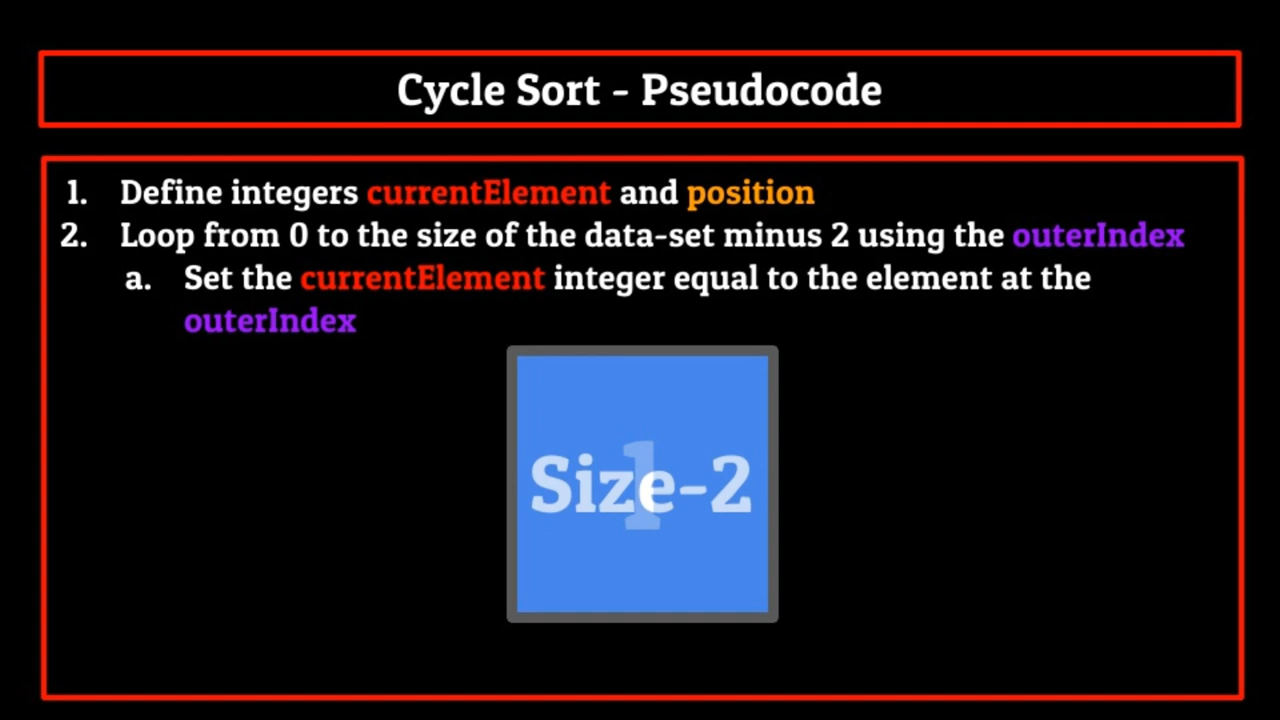 Cycle Sort - Pseudocode
1. Define integers currentElement and position
2. Loop from 0 to the size of the data-set minus 2 using the outerIndex
a. Set the currentElement integer equal to the element at the
outerIndex
Size-2
1